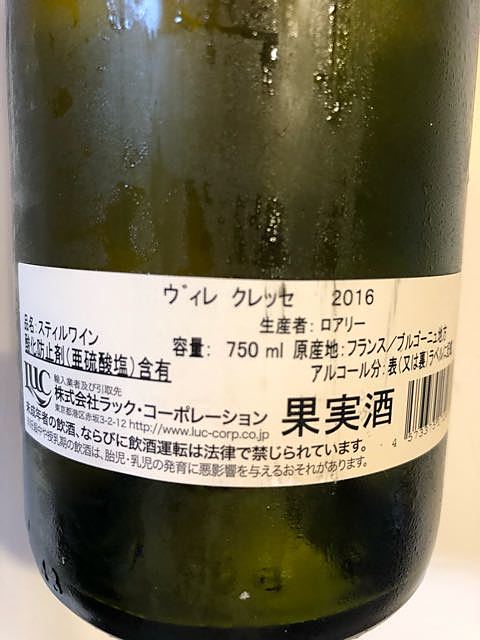 ヴィレ クレッセ 2016
生産者: ロアリー
品名: スティルワイン
容量: 750 ml 原産地:フランス/ブルゴーニュ地方
酸化防止剤(亜硫酸塩)含有
アルコール分: 表(又は裏)ラベルに
LUC
輸入業者及び引取先
株式会社ラック・コーポレーション
東京都港区赤坂3-2-12 http://www.luc-corp.co.jp
果実酒
未成年者の飲酒、ならびに飲酒運転は法律で禁じられています。
や授乳期の飲酒は、胎児・乳児の発育に悪影響を与えるおそれがあります。